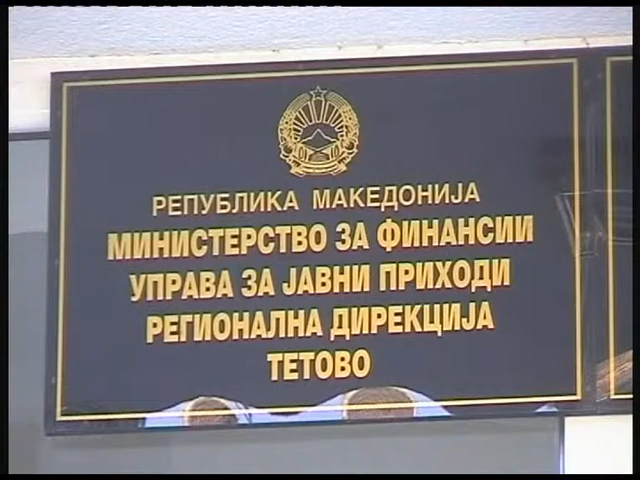 РЕПУБЛИКА МАКЕДОНИЈА
МИНИСТЕРСТВО ЗА ФИНАНСИИ
УПРАВА ЗА ЈАВНИ ПРИХОДИ
РЕГИОНАЛНА ДИРЕКЦИЈА
ТЕТОВО